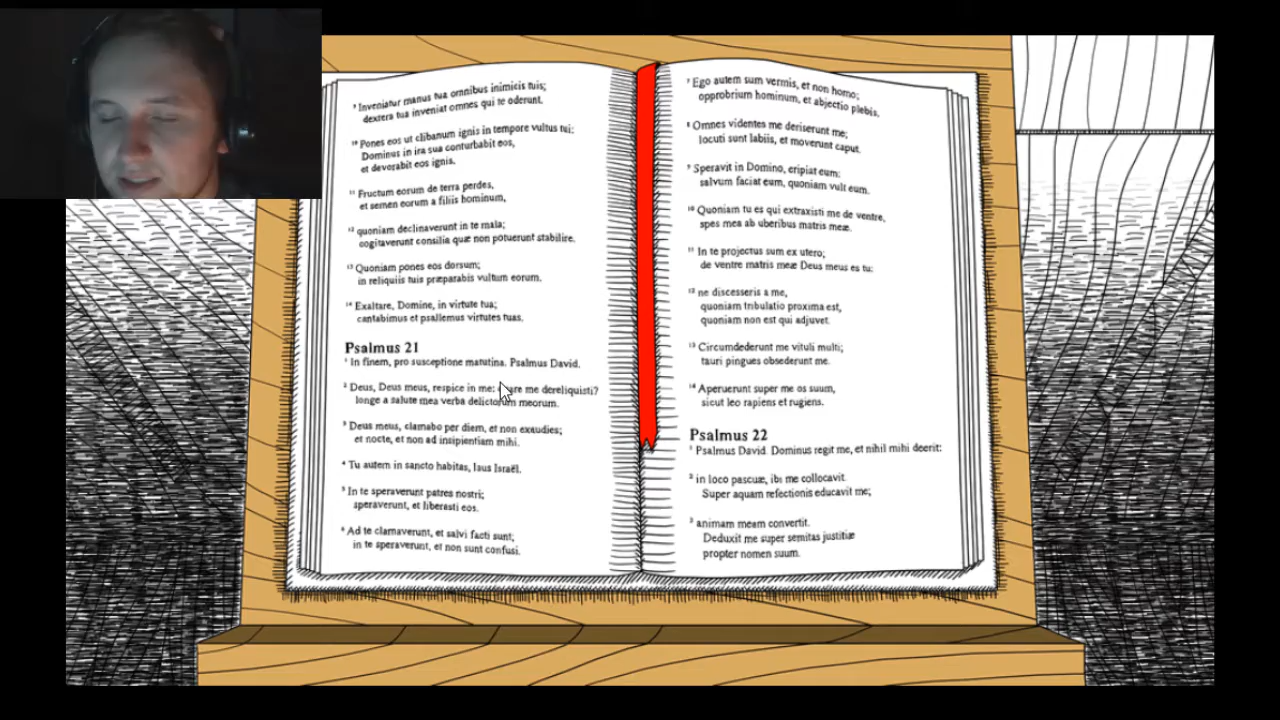 9 Inveniatur manus tua omnibus inimicis tuis;
dextera tua inveniat omnes qui te oderunt.
10 Pones eos ut clibanum ignis in tempore vultus tui:
Dominus in ira sua conturbabit eos,
et devorabit eos ignis.
11 Fructum eorum de terra perdes,
et semen eorum a filiis hominum,
12 quoniam declinaverunt in te mala;
cogitaverunt consilia quæ non potuerunt stabilire.
13 Quoniam pones eos dorsum;
in reliquiis tuis præparabis vultum eorum.
14 Exaltare, Domine, in virtute tua;
cantabimus et psallemus virtutes tuas.
Psalmus 21
1 In finem, pro susceptione matutina. Psalmus David.
2 Deus, Deus meus, respice in me: quare me dereliquisti?
longe a salute mea verba delictorum meorum.
3 Deus meus, clamabo per diem, et non exaudies;
et nocte, et non ad insipientiam mihi.
4 Tu autem in sancto habitas, laus Israël.
5 In te speraverunt patres nostri;
speraverunt, et liberasti eos.
6 Ad te clamaverunt, et salvi facti sunt;
in te speraverunt, et non sunt confusi.
7 Ego autem sum vermis, et non homo;
opprobrium hominum, et abjectio plebis.
8 Omnes videntes me deriserunt me;
locuti sunt labiis, et moverunt caput.
9 Speravit in Domino, eripiat eum:
salvum faciat eum, quoniam vult eum.
10 Quoniam tu es qui extraxisti me de ventre,
spes mea ab uberibus matris meæ.
11 In te projectus sum ex utero;
de ventre matris meæ Deus meus es tu:
12 ne discesseris a me,
quoniam tribulatio proxima est,
quoniam non est qui adjuvet.
13 Circumdederunt me vituli multi;
tauri pingues obsederunt me.
14 Aperuerunt super me os suum,
sicut leo rapiens et rugiens.
Psalmus 22
1 Psalmus David. Dominus regit me, et nihil mihi deerit:
2 in loco pascuæ, ibi me collocavit.
Super aquam refectionis educavit me;
3 animam meam convertit.
Deduxit me super semitas justitiæ
propter nomen suum.